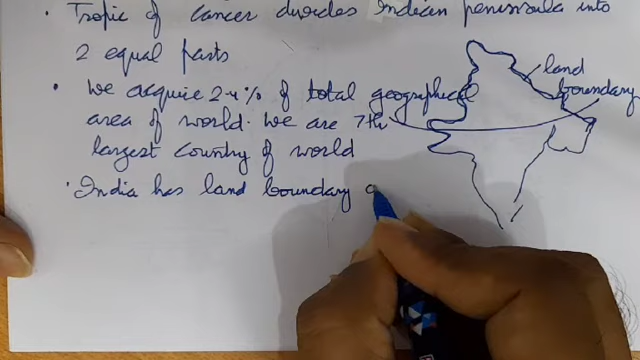 • Tropic of cancer divides Indian peninsula into
2 equal parts
• We acquire 2.4% of total geographical
area of world. We are 7th
largest Country of world
• India has land boundary
land
boundary